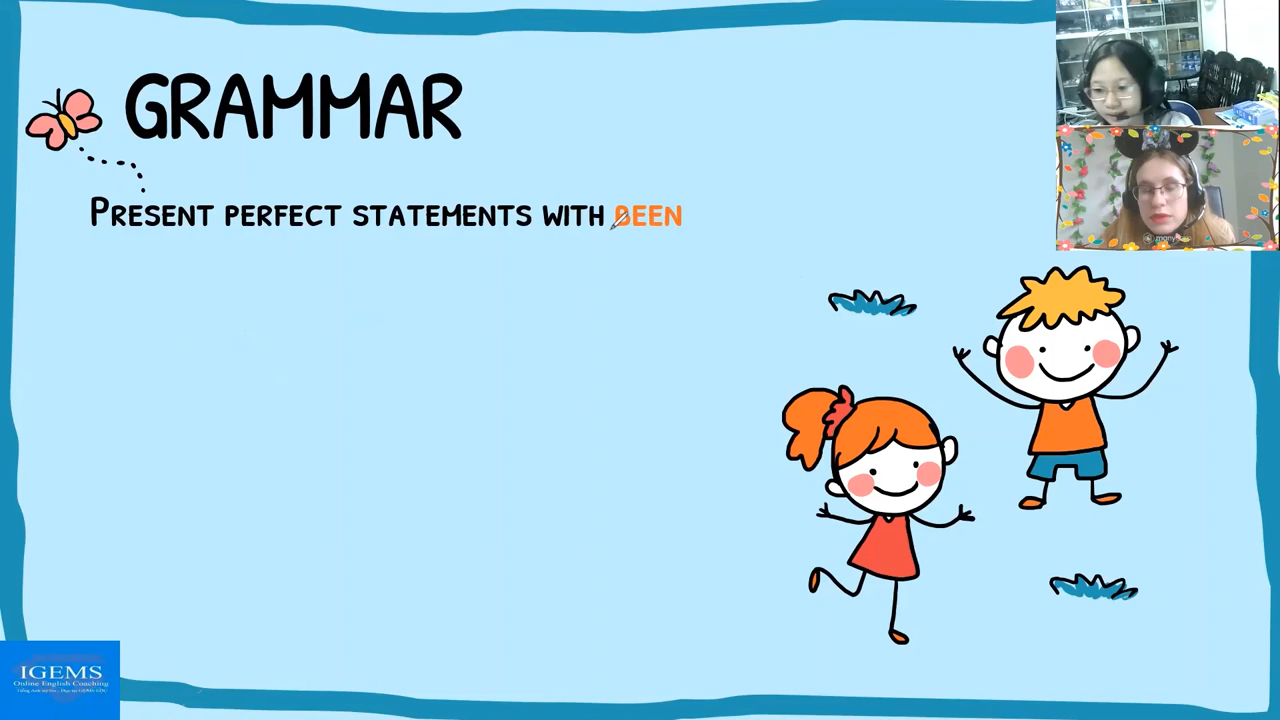 GRAMMAR
PRESENT PERFECT STATEMENTS WITH BEEN
IGEMS
Online English Coaching